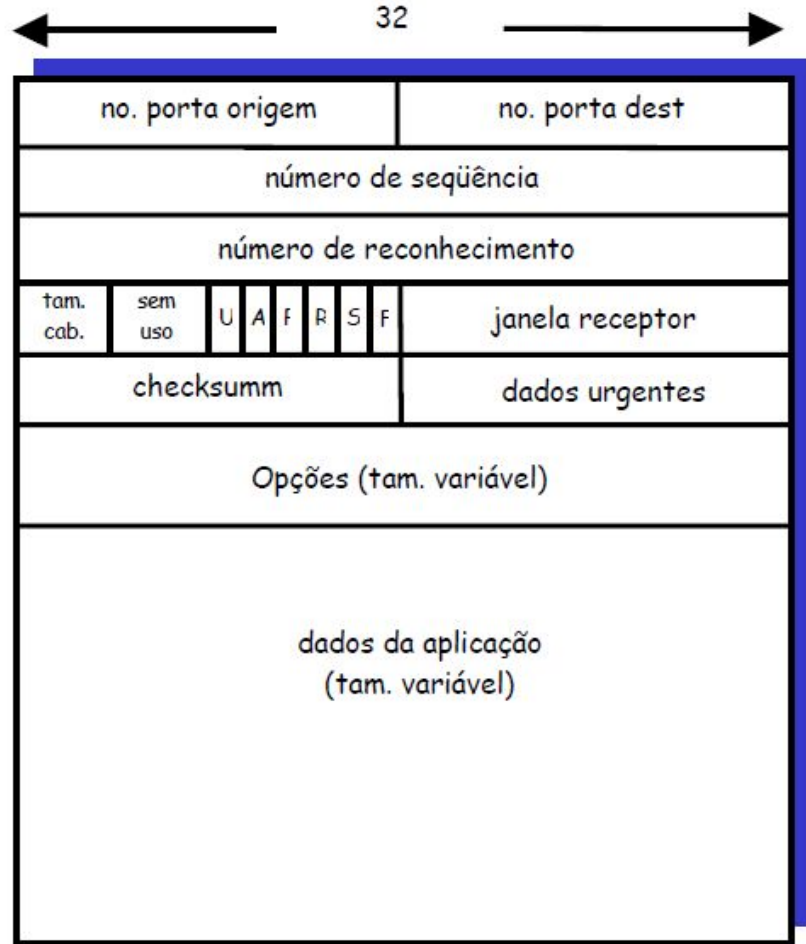 32
no. porta origem
no. porta dest
número de seqüência
número de reconhecimento
tam.
cab.
sem
uso
U
A
R
S
F
janela receptor
checksumm
dados urgentes
Opções (tam. variável)
dados da aplicação
(tam. variável)